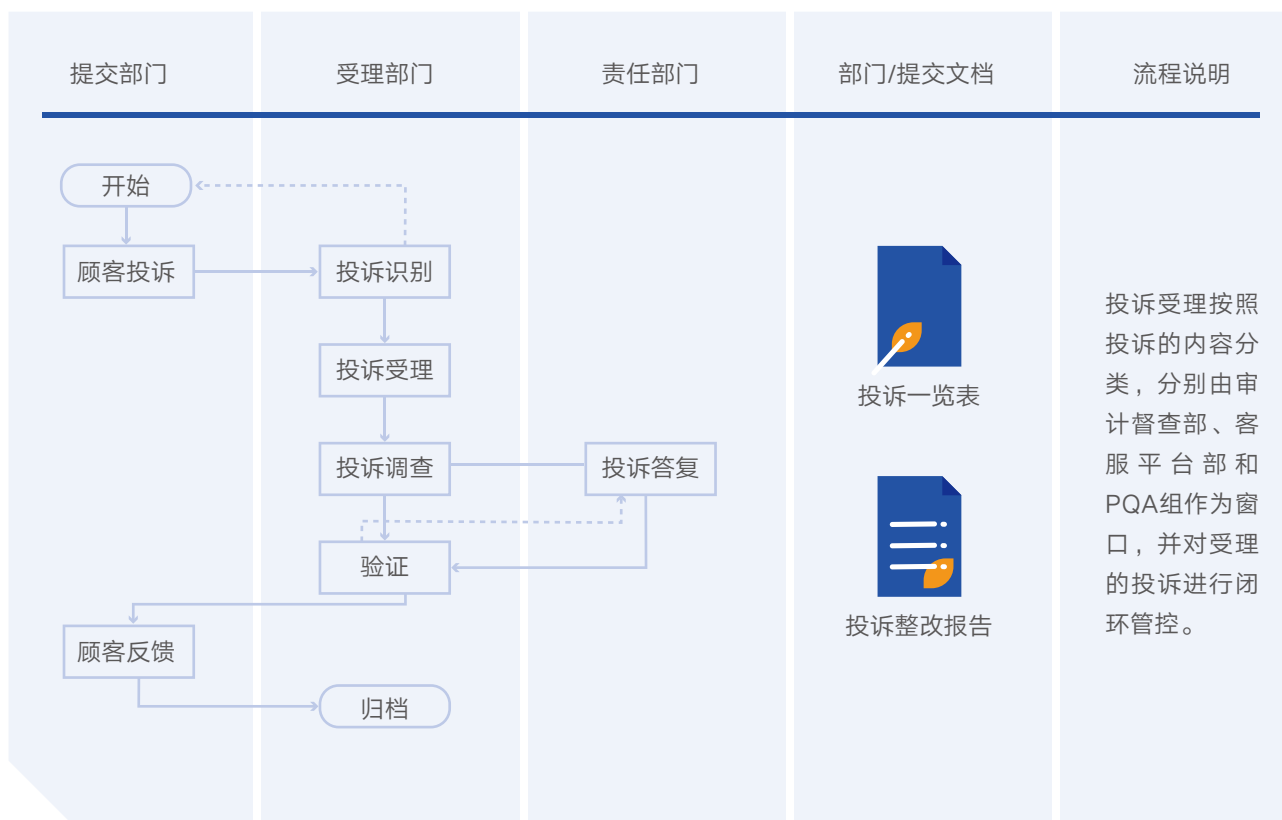 提交部门
受理部门
责任部门
部门/提交文档
流程说明
开始
顾客投诉
投诉识别
投诉受理
投诉调查
投诉答复
验证
顾客反馈
归档
投诉一览表
投诉整改报告
投诉受理按照
投诉的内容分
类，分别由审
计督查部、客
服平台部和
PQA组作为窗
口，并对受理
的投诉进行闭
环管控。